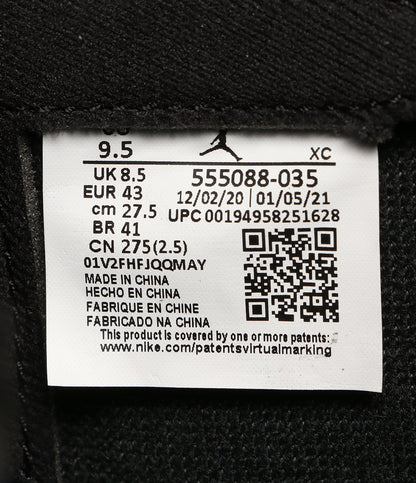 9.5 XC
UK 8.5 555088-035
EUR 43 12/02/20 | 01/05/21
cm 27.5 UPC 00194958251628
BR 41
CN 275(2.5)
01V2FHFJQQMAY
MADE IN CHINA
HECHO EN CHINA
FABRIQUE EN CHINE
FABRICADO NA CHINA
This product is covered by one or more patents:
www.nike.com/patentsvirtualmarking